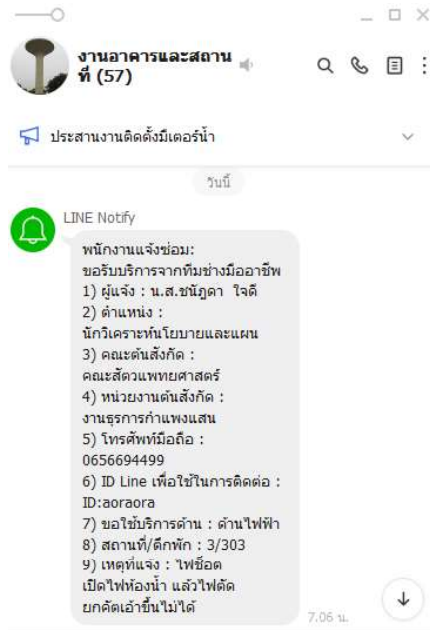 งานอาคารและสถาน
ที่ (57)
ประสานงานติดตั้งมิเตอร์น้ำ
วันนี้
LINE Notify
พนักงานแจ้งซ่อม:
ขอรับบริการจากทีมช่างมืออาชีพ
1) ผู้แจ้ง : น.ส.ชนัฎดา ใจดี
2) ตำแหน่ง :
นักวิเคราะห์นโยบายและแผน
3) คณะต้นสังกัด :
คณะสัตวแพทยศาสตร์
4) หน่วยงานต้นสังกัด :
งานธุรการกำแพงแสน
5) โทรศัพท์มือถือ :
0656694499
6) ID Line เพื่อใช้ในการติดต่อ :
ID:aoraora
7) ขอใช้บริการด้าน : ด้านไฟฟ้า
8) สถานที่/ตึกพัก : 3/303
9) เหตุที่แจ้ง : ไฟช็อต
เปิดไฟห้องน้ำ แล้วไฟตัด
ยกคัตเอ้าขึ้นไม่ได้
7.06 น.